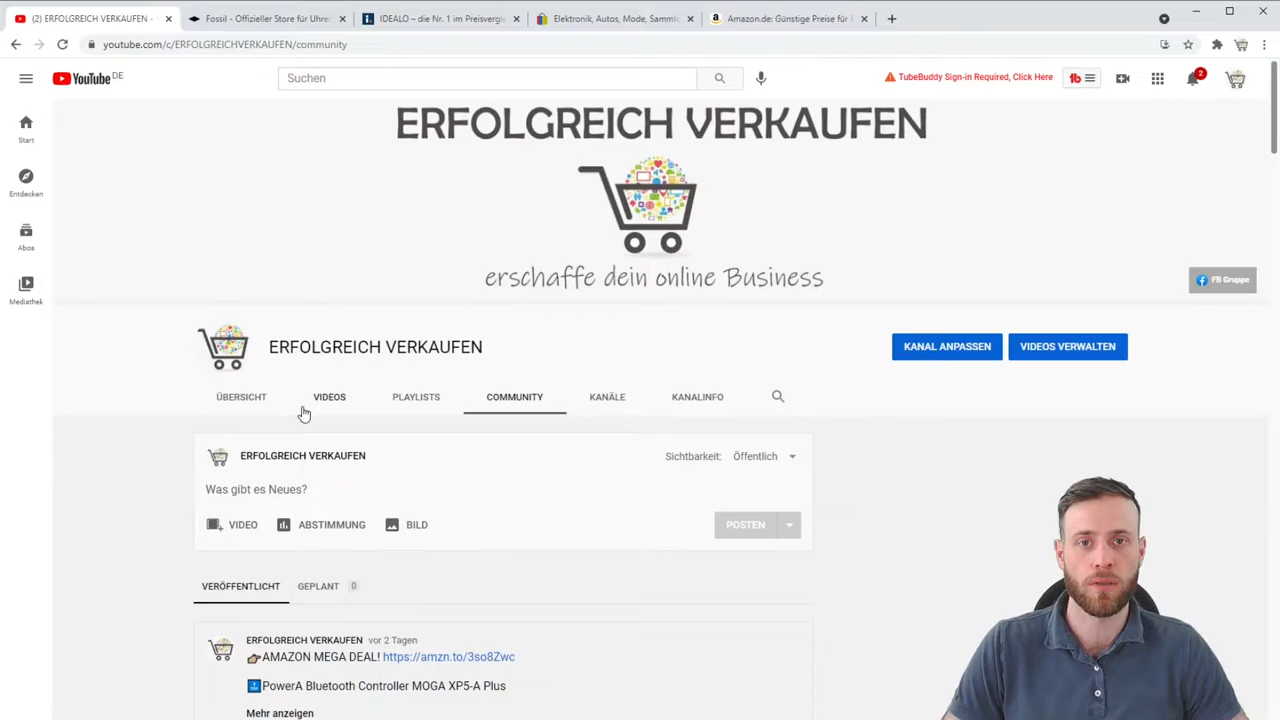 (2) ERFOLGREICH VERKAUFEN -
Fossil - Offizieller Store für Uhren
IDEALO – die Nr. 1 im Preisvergle
Elektronik, Autos, Mode, Samml
Amazon.de: Günstige Preise für E
youtube.com/c/ERFOLGREICHVERKAUFEN/community
YouTube DE
Suchen
TubeBuddy Sign-in Required, Click Here
tb
2
Start
Entdecken
Abos
Mediathek
ERFOLGREICH VERKAUFEN
erschaffe dein online Business
FB Gruppe
ERFOLGREICH VERKAUFEN
KANAL ANPASSEN
VIDEOS VERWALTEN
ÜBERSICHT
VIDEOS
PLAYLISTS
COMMUNITY
KANÄLE
KANALINFO
ERFOLGREICH VERKAUFEN
Sichtbarkeit: Öffentlich
Was gibt es Neues?
VIDEO
ABSTIMMUNG
BILD
POSTEN
VERÖFFENTLICHT
GEPLANT 0
ERFOLGREICH VERKAUFEN vor 2 Tagen
AMAZON MEGA DEAL! https://amzn.to/3so8Zwc
PowerA Bluetooth Controller MOGA XP5-A Plus
Mehr anzeigen